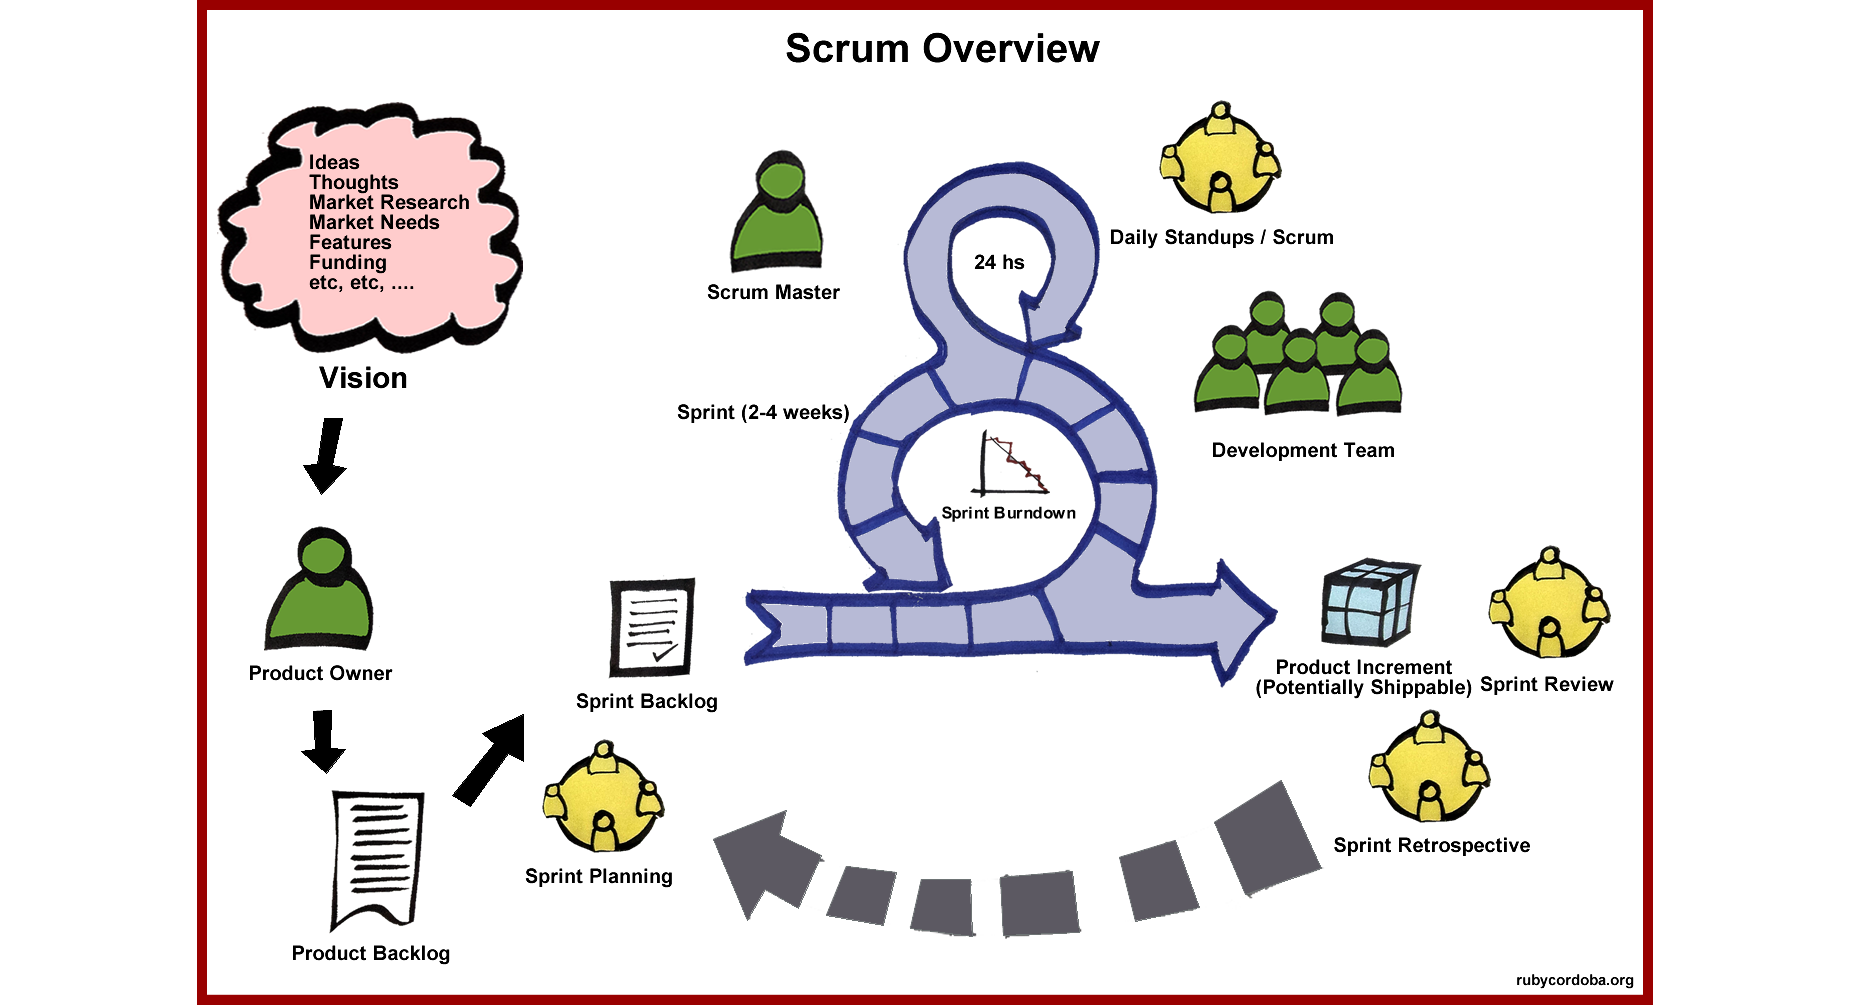 Scrum Overview
Ideas
Thoughts
Market Research
Market Needs
Features
Funding
etc, etc, ....
Vision
Product Owner
Product Backlog
Sprint Planning
Sprint Backlog
Scrum Master
Sprint (2-4 weeks)
24 hs
Sprint Burndown
Daily Standups / Scrum
Development Team
Product Increment
(Potentially Shippable)
Sprint Review
Sprint Retrospective
rubycordoba.org